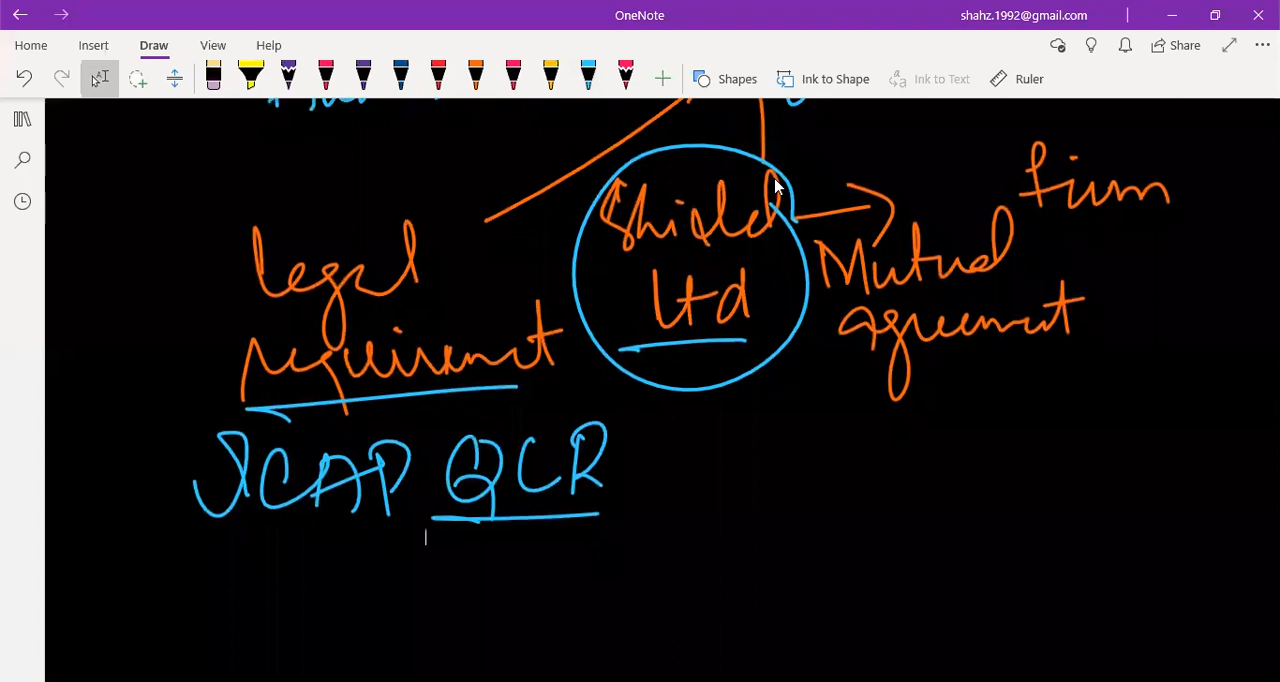 OneNote
shahz.1992@gmail.com
Home Insert Draw View Help
Share
Shapes
Ink to Shape
Ink to Text
Ruler
firm
Shield
ltd
Mutual
agreement
legal
requirement
ICAP QCR